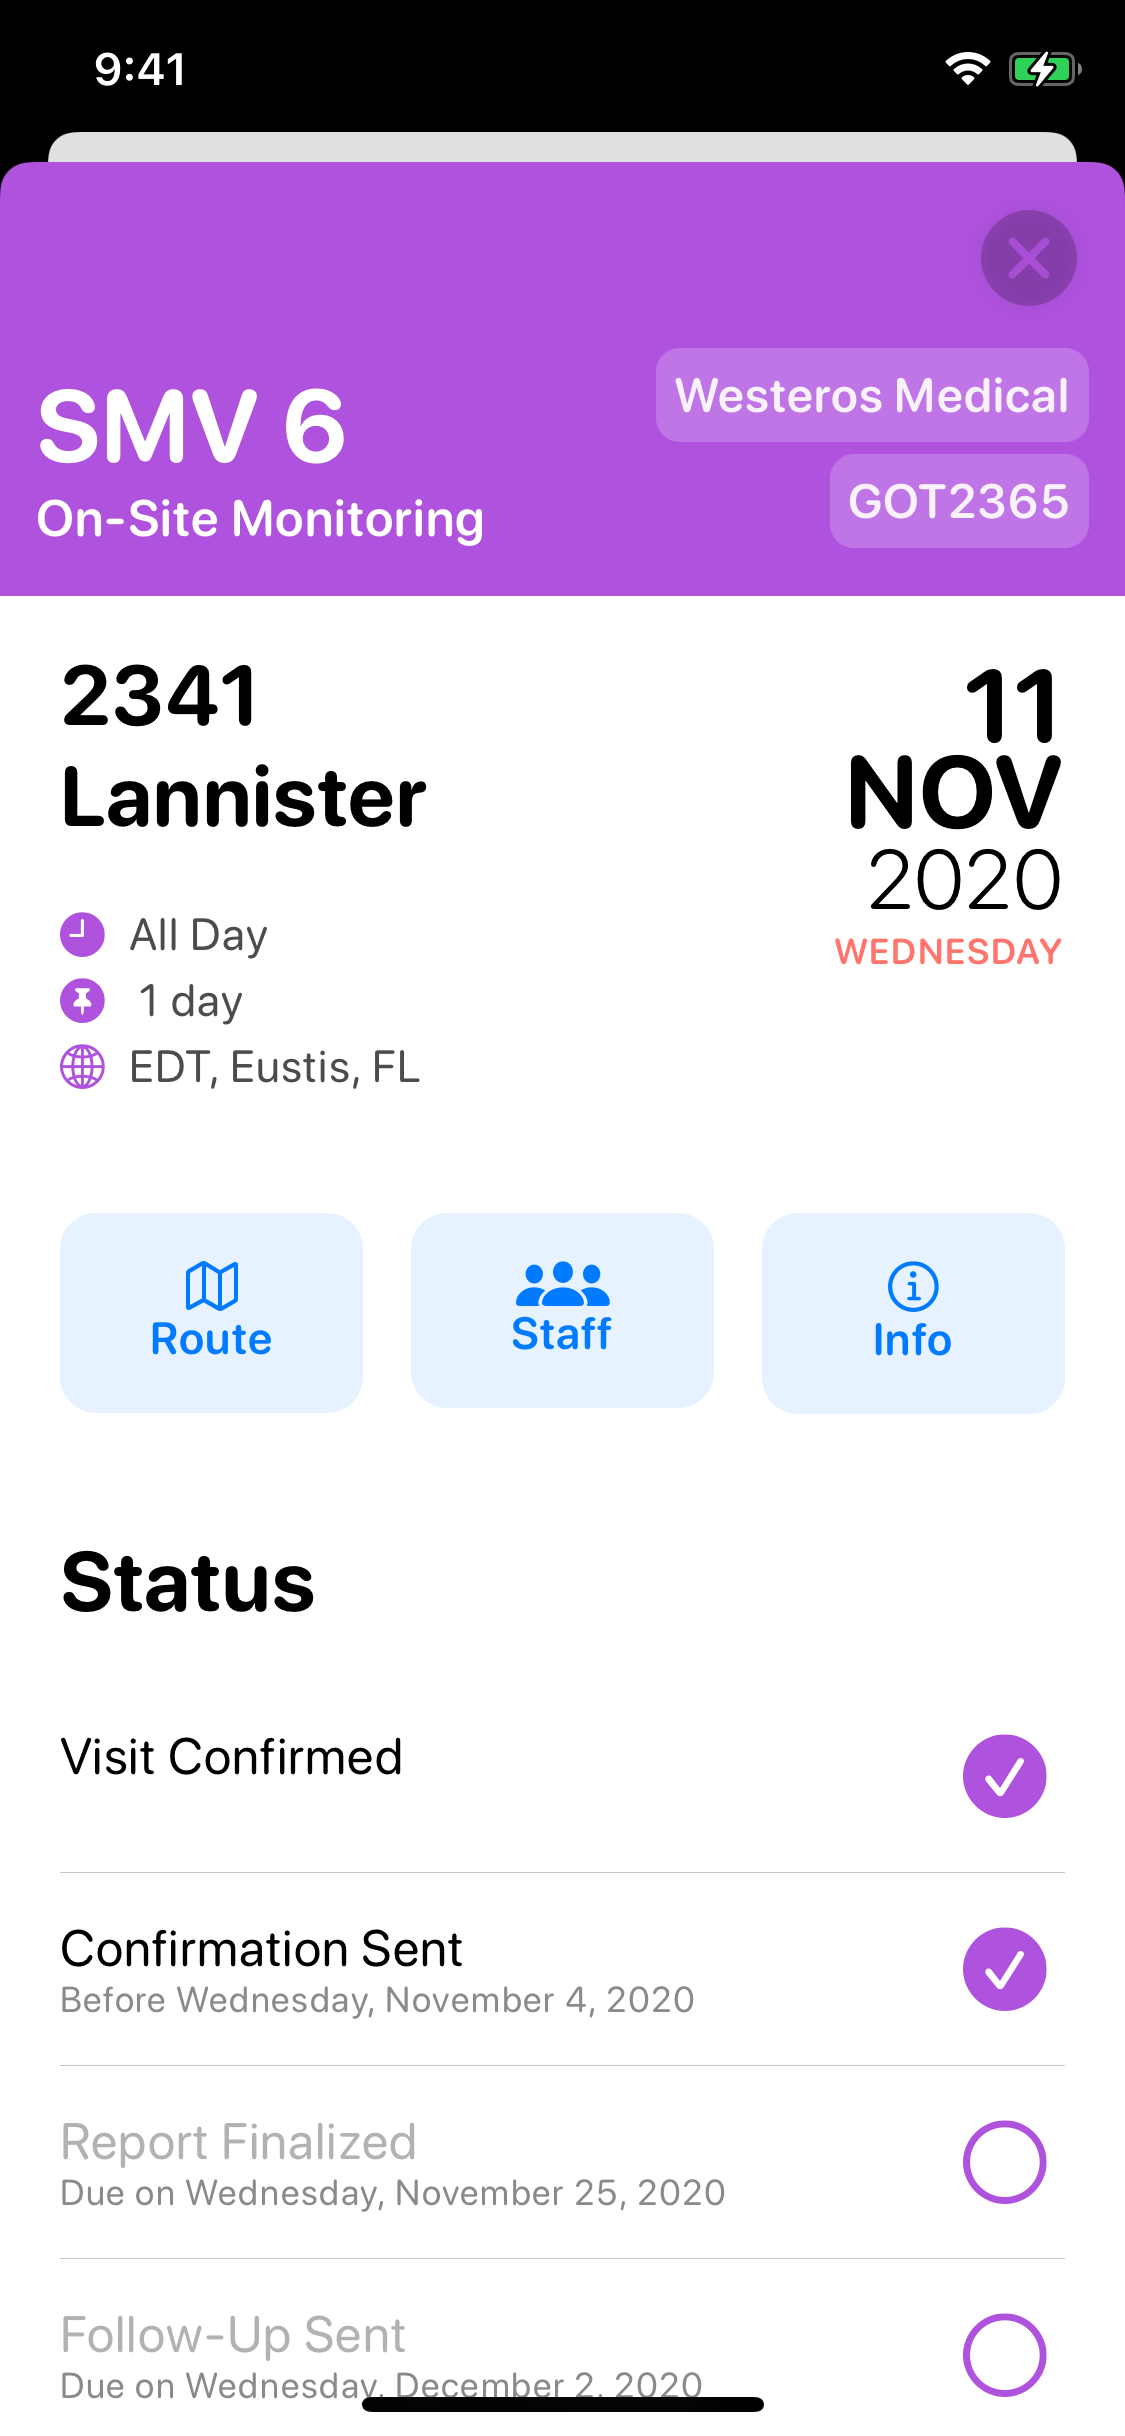 9:41
Westeros Medical
SMV 6
GOT2365
On-Site Monitoring
2341
Lannister
11
NOV
2020
WEDNESDAY
All Day
1 day
EDT, Eustis, FL
Route
Staff
Info
Status
Visit Confirmed
Confirmation Sent
Before Wednesday, November 4, 2020
Report Finalized
Due on Wednesday, November 25, 2020
Follow-Up Sent
Due on Wednesday, December 2, 2020